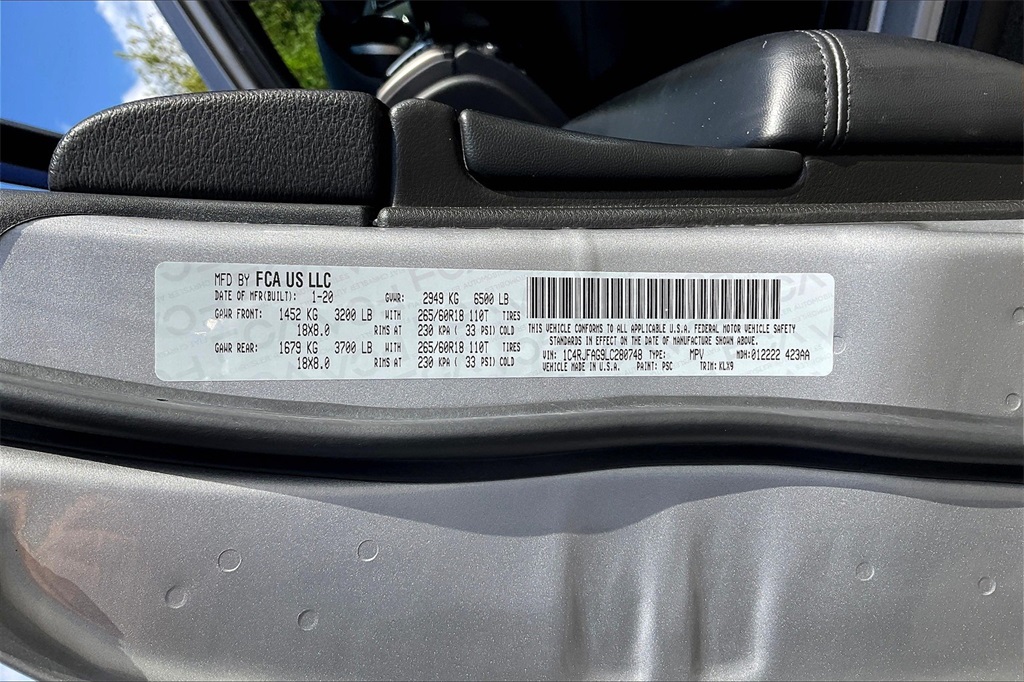 MFD BY FCA US LLC
DATE OF MFR(BUILT): 1-20 GVWR: 2949 KG 6500 LB
GAWR FRONT: 1452 KG 3200 LB WITH 265/60R18 110T TIRES
18X8.0 RIMS AT 230 KPA ( 33 PSI) COLD
GAWR REAR: 1679 KG 3700 LB WITH 265/60R18 110T TIRES
18X8.0 RIMS AT 230 KPA ( 33 PSI) COLD
THIS VEHICLE CONFORMS TO ALL APPLICABLE U.S.A. FEDERAL MOTOR VEHICLE SAFETY
STANDARDS IN EFFECT ON THE DATE OF MANUFACTURE SHOWN ABOVE.
VIN: 1C4RJFAG9LC280748 TYPE: MPV MDH:012222 423AA
VEHICLE MADE IN U.S.A. PAINT: PSC TRIM: KLX9